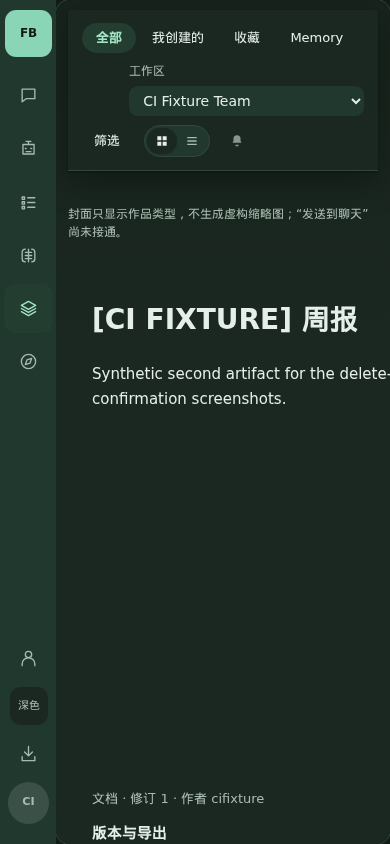 FB
全部 我创建的 收藏 Memory
工作区
CI Fixture Team
筛选
封面只显示作品类型，不生成虚构缩略图；“发送到聊天”
尚未接通。
[CI FIXTURE] 周报
Synthetic second artifact for the delete-
confirmation screenshots.
深色
CI
文档 · 修订 1 · 作者 cifixture
版本与导出